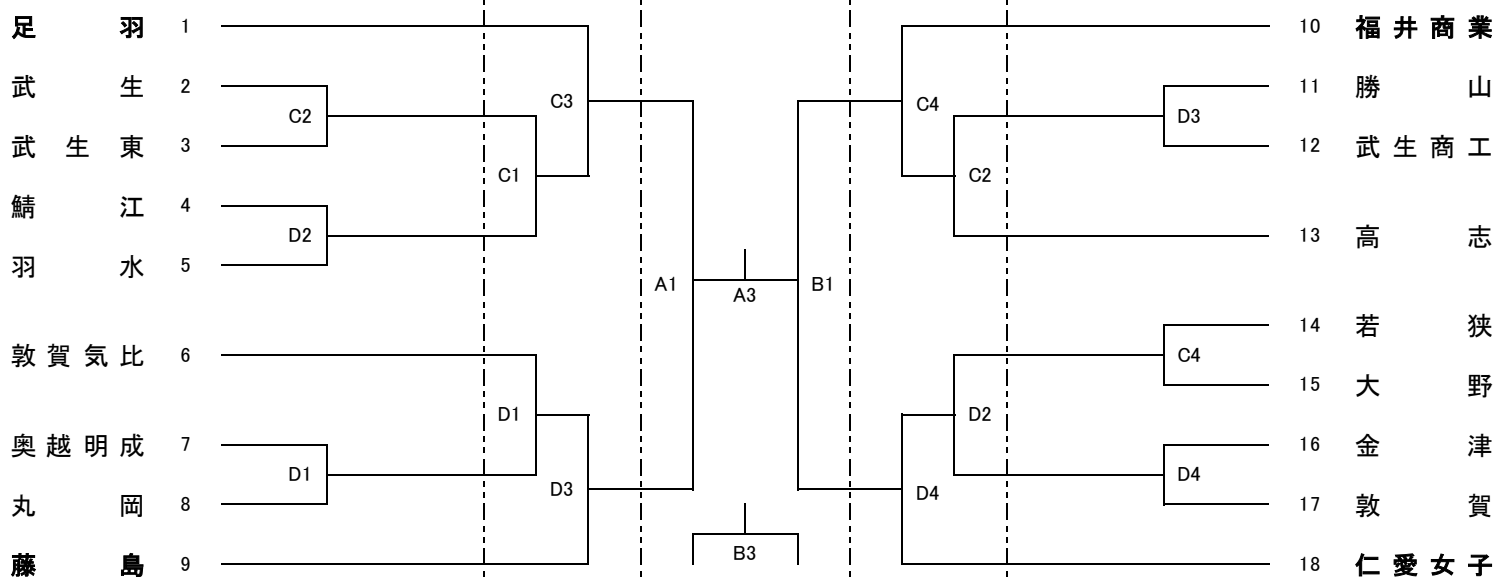 足羽 1
武生 2
武生東 3
鯖江 4
羽水 5
敦賀気比 6
奥越明成 7
丸岡 8
藤島 9
C2
D2
D1
C1
D1
C3
D3
A1
A3
B3
B1
C4
D4
C2
D2
D3
C4
D4
10 福井商業
11 勝山
12 武生商工
13 高志
14 若狭
15 大野
16 金津
17 敦賀
18 仁愛女子